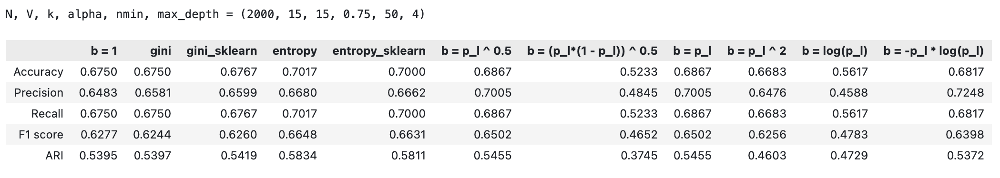 N, V, k, alpha, nmin, max_depth = (2000, 15, 15, 0.75, 50, 4)
b = 1 gini gini_sklearn entropy entropy_sklearn b = p_l ^ 0.5 b = (p_l*(1 - p_l)) ^ 0.5 b = p_l b = p_l ^ 2 b = log(p_l) b = -p_l * log(p_l)
Accuracy 0.6750 0.6750 0.6767 0.7017 0.7000 0.6867 0.5233 0.6867 0.6683 0.5617 0.6817
Precision 0.6483 0.6581 0.6599 0.6680 0.6662 0.7005 0.4845 0.7005 0.6476 0.4588 0.7248
Recall 0.6750 0.6750 0.6767 0.7017 0.7000 0.6867 0.5233 0.6867 0.6683 0.5617 0.6817
F1 score 0.6277 0.6244 0.6260 0.6648 0.6631 0.6502 0.4652 0.6502 0.6256 0.4783 0.6398
ARI 0.5395 0.5397 0.5419 0.5834 0.5811 0.5455 0.3745 0.5455 0.4603 0.4729 0.5372